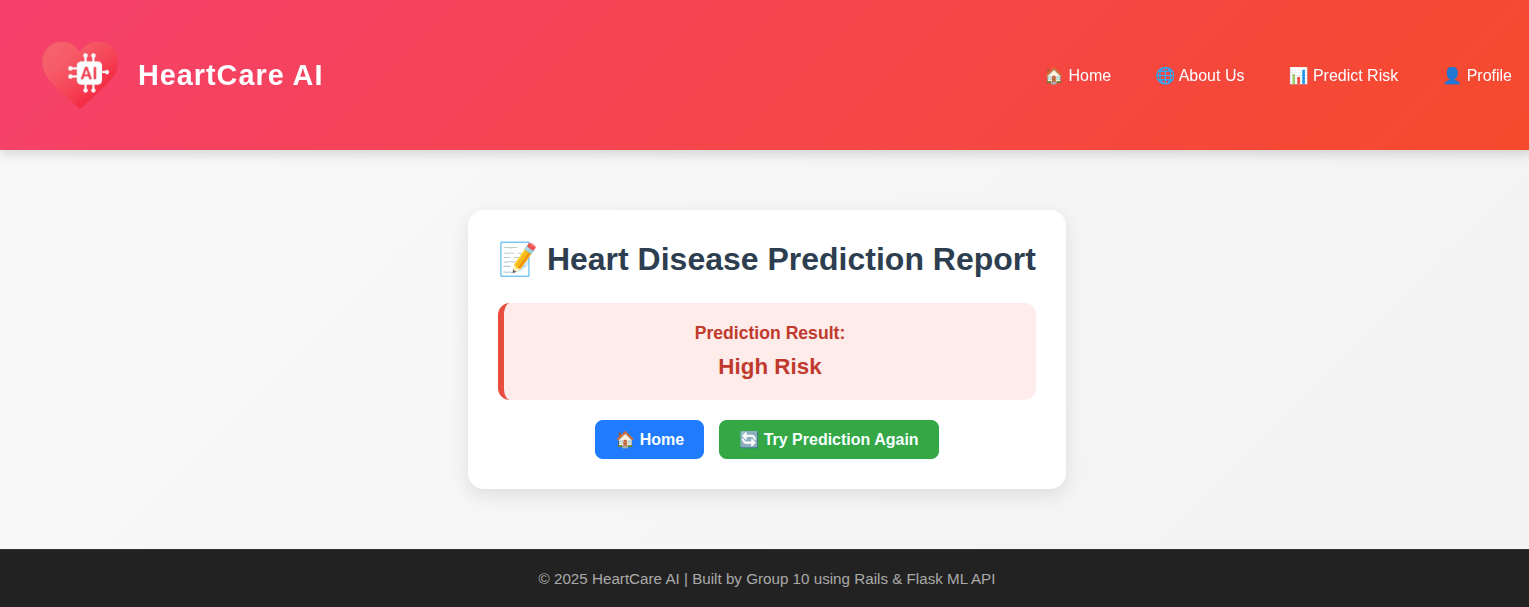 AI
HeartCare AI
🏠 Home
🌐 About Us
📊 Predict Risk
👤 Profile
📝 Heart Disease Prediction Report
Prediction Result:
High Risk
🏠 Home
🔄 Try Prediction Again
© 2025 HeartCare AI | Built by Group 10 using Rails & Flask ML API